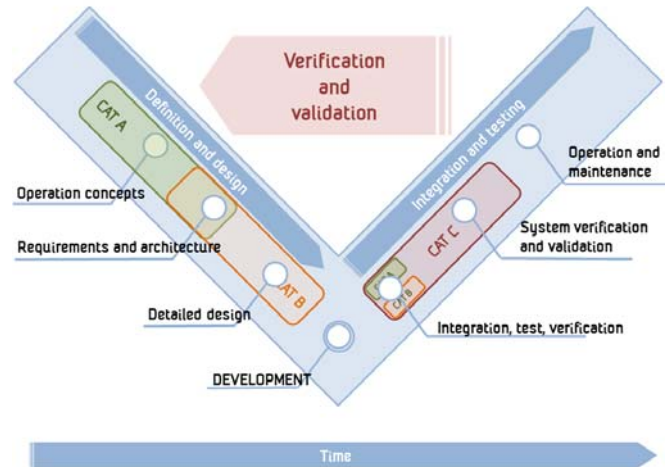 Verification
and
validation
CAT A
Definition and design
Integration and testing
Operation and
maintenance
Operation concepts
Requirements and architecture
CAT C
System verification
and validation
Detailed design
CAT B
Integration, test, verification
DEVELOPMENT
Time